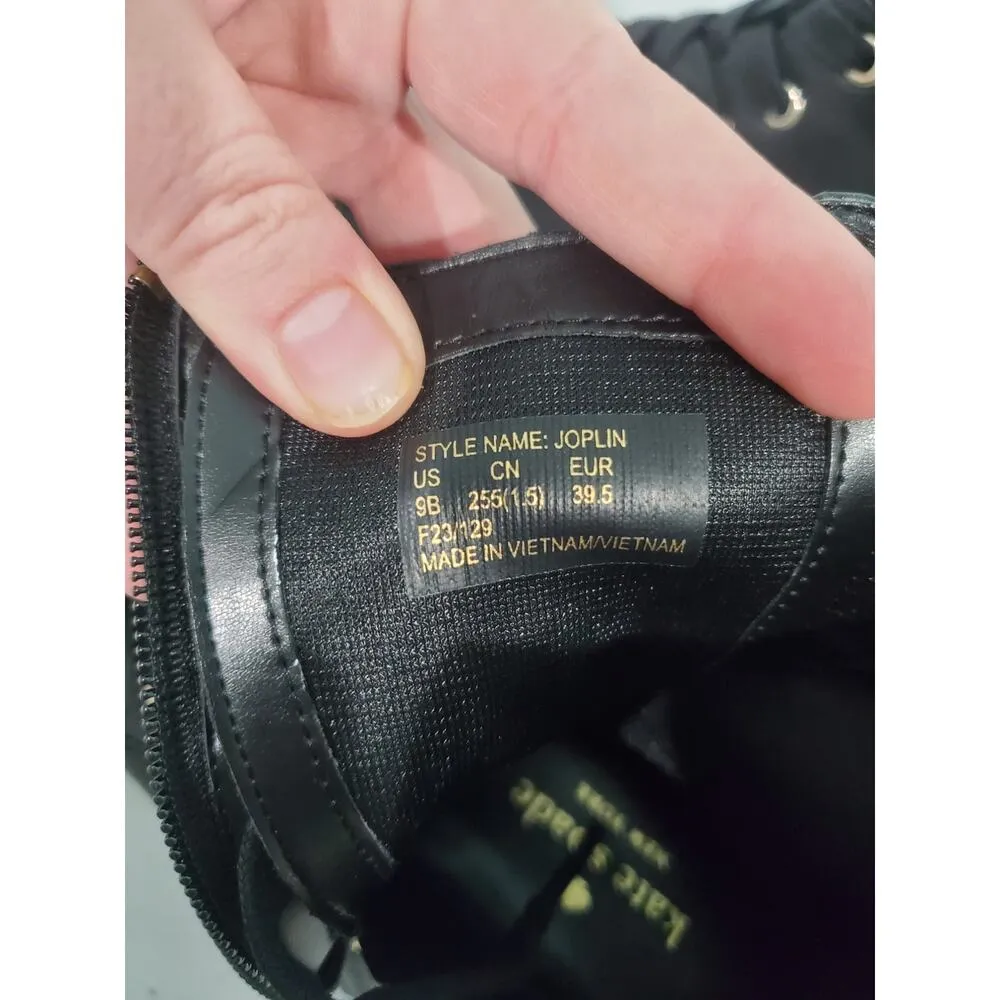 STYLE NAME: JOPLIN
US CN EUR
9B 255(1.5) 39.5
F23/129
MADE IN VIETNAM/VIETNAM
kate spade
NEW YORK